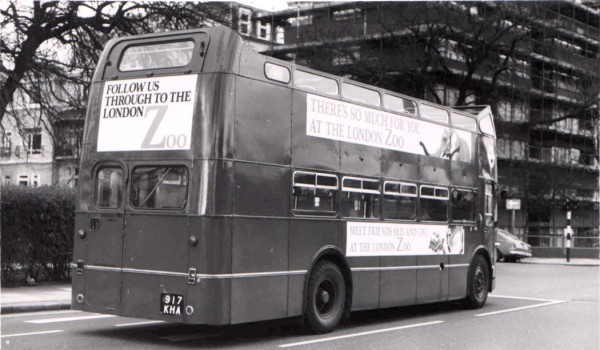 FOLLOW US
THROUGH TO THE
LONDON ZOO
THERE'S SO MUCH FOR YOU
AT THE LONDON ZOO
MEET FRIENDS OLD AND NEW
AT THE LONDON ZOO
917
KHA